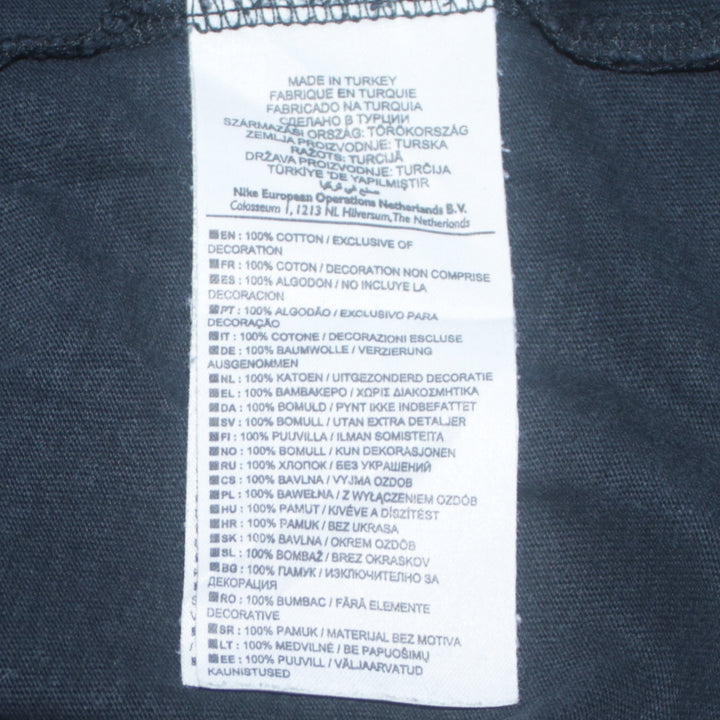 MADE IN TURKEY
FABRIQUÉ EN TURQUIE
FABRICADO NA TURQUIA
СДЕЛАНО В ТУРЦИИ
SZÁRMAZÁSI ORSZÁG: TÖRÖKORSZÁG
ZEMLJA PROIZVODNJE: TURSKA
RAŽOTS: TURCIJĀ
DRŽAVA PROIZVODNJE: TURČIJA
TÜRKİYE 'DE YAPILMIŞTIR
صنع في تركيا
Nike European Operations Netherlands B.V.
Colosseum 1, 1213 NL Hilversum, The Netherlands
EN : 100% COTTON / EXCLUSIVE OF
DECORATION
FR : 100% COTON / DECORATION NON COMPRISE
ES : 100% ALGODON / NO INCLUYE LA
DECORACION
PT : 100% ALGODÃO / EXCLUSIVO PARA
DECORAÇÃO
IT : 100% COTONE / DECORAZIONI ESCLUSE
DE : 100% BAUMWOLLE / VERZIERUNG
AUSGENOMMEN
NL : 100% KATOEN / UITGEZONDERD DECORATIE
EL : 100% ΒΑΜΒΑΚΕΡΟ / ΧΩΡΙΣ ΔΙΑΚΟΣΜΗΤΙΚΑ
DA : 100% BOMULD / PYNT IKKE INDBEFATTET
SV : 100% BOMULL / UTAN EXTRA DETALJER
FI : 100% PUUVILLA / ILMAN SOMISTEITA
NO : 100% BOMULL / KUN DEKORASJONEN
RU : 100% ХЛОПОК / БЕЗ УКРАШЕНИЙ
CS : 100% BAVLNA / VYJMA OZDOB
PL : 100% BAWEŁNA / Z WYŁĄCZENIEM OZDÓB
HU : 100% PAMUT / KIVÉVE A DÍSZÍTÉST
HR : 100% PAMUK / BEZ UKRASA
SK : 100% BAVLNA / OKREM OZDÔB
SL : 100% BOMBAŽ / BREZ OKRASKOV
BG : 100% ПАМУК / ИЗКЛЮЧИТЕЛНО ЗА
ДЕКОРАЦИЯ
RO : 100% BUMBAC / FĂRĂ ELEMENTE
DECORATIVE
SR : 100% PAMUK / MATERIJAL BEZ MOTIVA
LT : 100% MEDVILNĖ / BE PAPUOŠIMŲ
EE : 100% PUUVILL / VÄLJAARVATUD
KAUNISTUSED